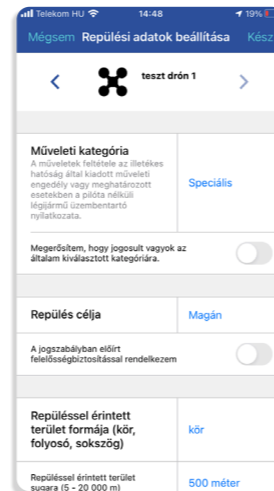 Telekom HU 14:48 19%
Mégsem Repülési adatok beállítása Kész
teszt drón 1
Műveleti kategória
A műveletek feltétele az illetékes
hatóság által kiadott műveleti
engedély vagy meghatározott
esetekben a pilóta nélküli
légijármű üzembentartó
nyilatkozata.
Speciális
Megerősítem, hogy jogosult vagyok az
általam kiválasztott kategóriára.
Repülés célja
Magán
A jogszabályban előírt
felelősségbiztosítással rendelkezem
Repüléssel érintett
terület formája (kör,
folyosó, sokszög)
kör
Repüléssel érintett terület
sugara (5 - 20 000 m)
500 méter